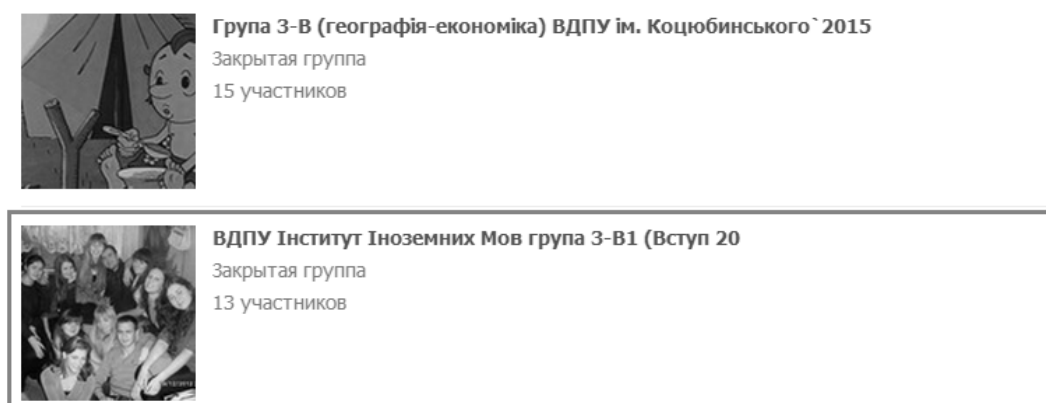 Група 3-В (географія-економіка) ВДПУ ім. Коцюбинського`2015
Закрытая группа
15 участников
ВДПУ Інститут Іноземних Мов група 3-В1 (Вступ 20
Закрытая группа
13 участников